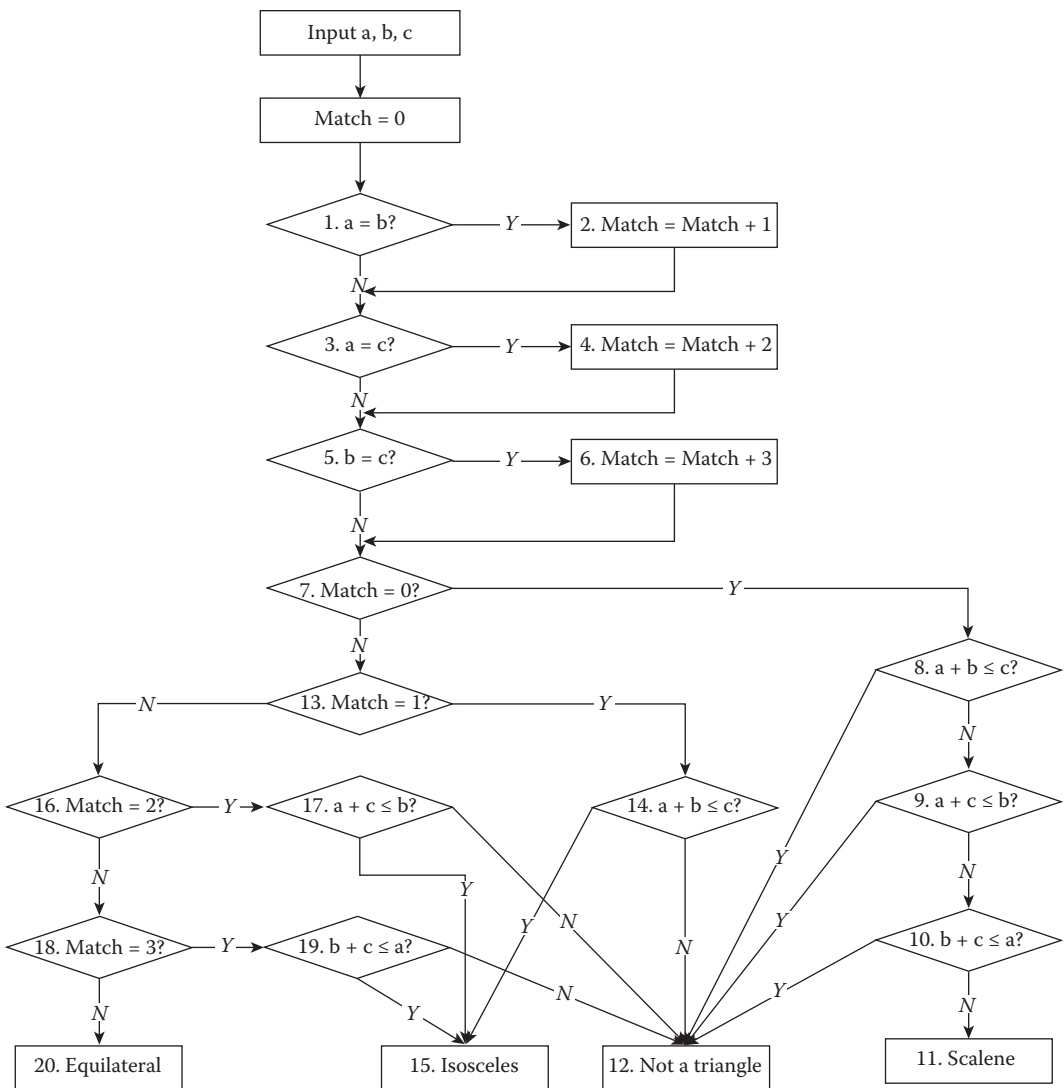 Input a, b, c
Match = 0
1. a = b?
Y
2. Match = Match + 1
N
3. a = c?
Y
4. Match = Match + 2
N
5. b = c?
Y
6. Match = Match + 3
N
7. Match = 0?
Y
N
8. a + b ≤ c?
N
13. Match = 1?
Y
N
16. Match = 2?
Y
17. a + c ≤ b?
14. a + b ≤ c?
9. a + c ≤ b?
Y
N
N
Y
Y
N
Y
18. Match = 3?
Y
19. b + c ≤ a?
N
10. b + c ≤ a?
N
Y
N
Y
N
20. Equilateral
15. Isosceles
12. Not a triangle
11. Scalene